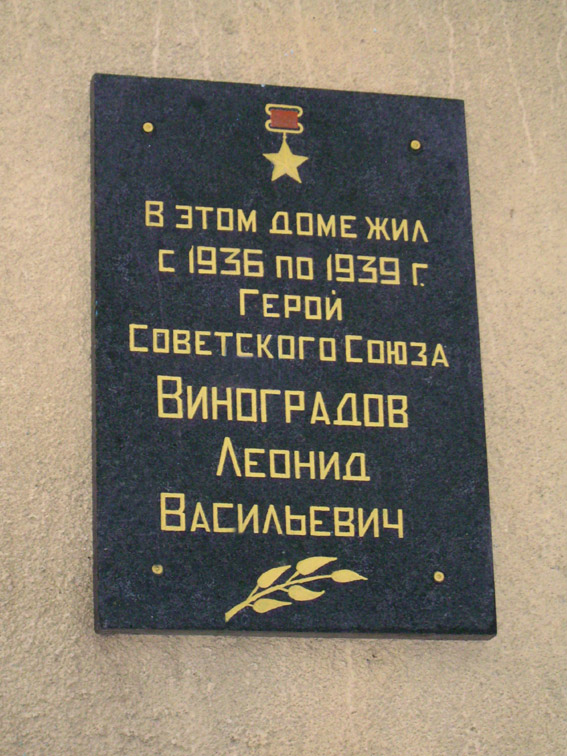 В ЭТОМ ДОМЕ ЖИЛ
С 1936 ПО 1939 Г.
ГЕРОЙ
СОВЕТСКОГО СОЮЗА
ВИНОГРАДОВ
ЛЕОНИД
ВАСИЛЬЕВИЧ